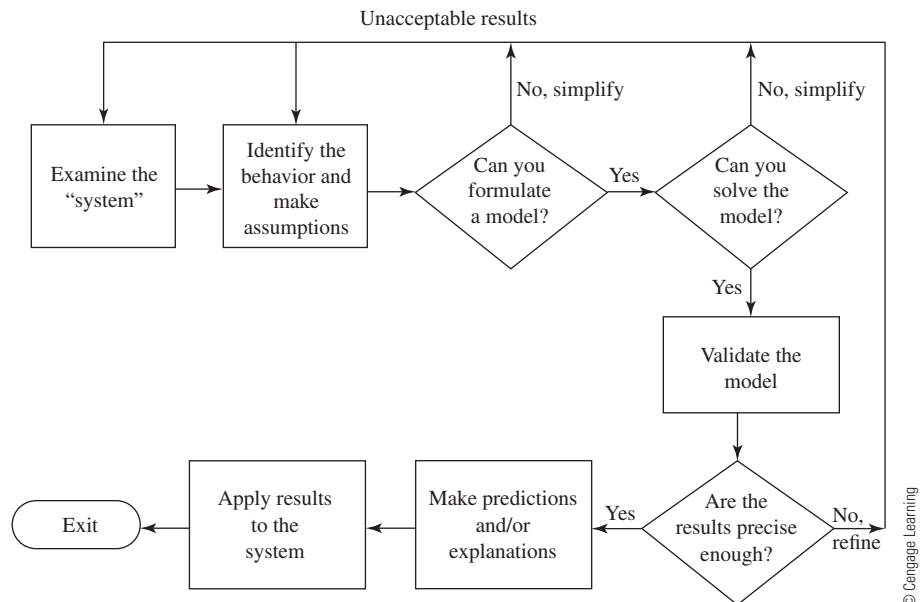 Unacceptable results
No, simplify
No, simplify
Examine the
“system”
Identify the
behavior and
make
assumptions
Can you
formulate
a model?
Yes
Can you
solve the
model?
Yes
Validate the
model
Are the
results precise
enough?
No,
refine
Yes
Make predictions
and/or
explanations
Apply results
to the
system
Exit
© Cengage Learning